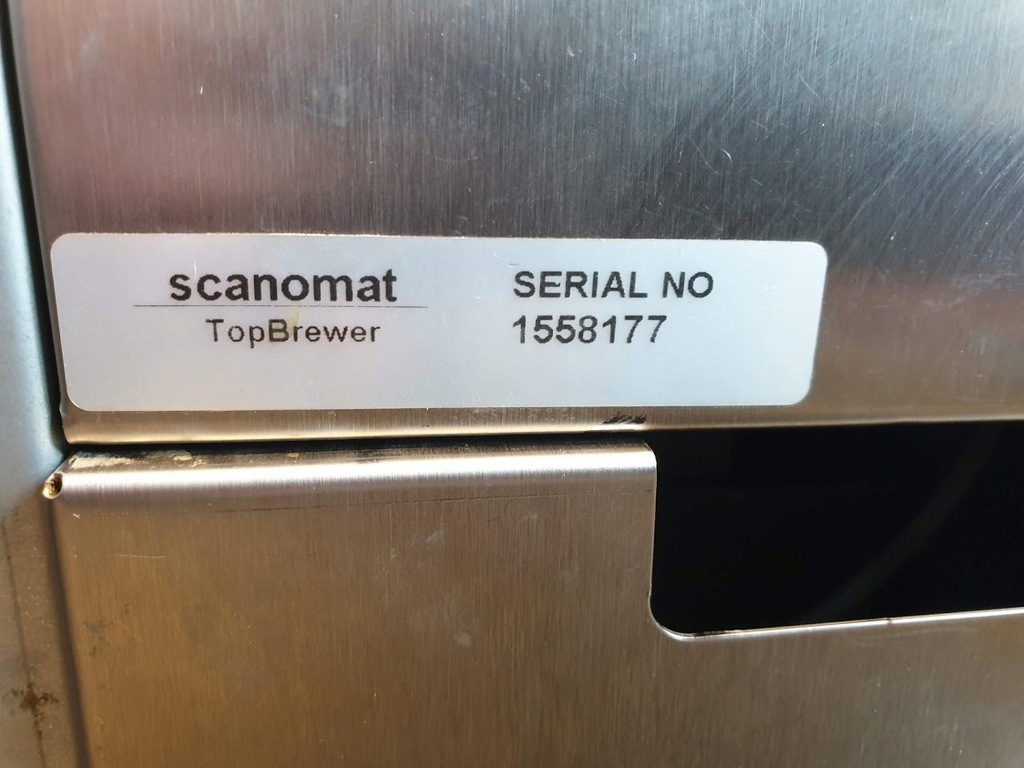 scanomat
TopBrewer
SERIAL NO
1558177